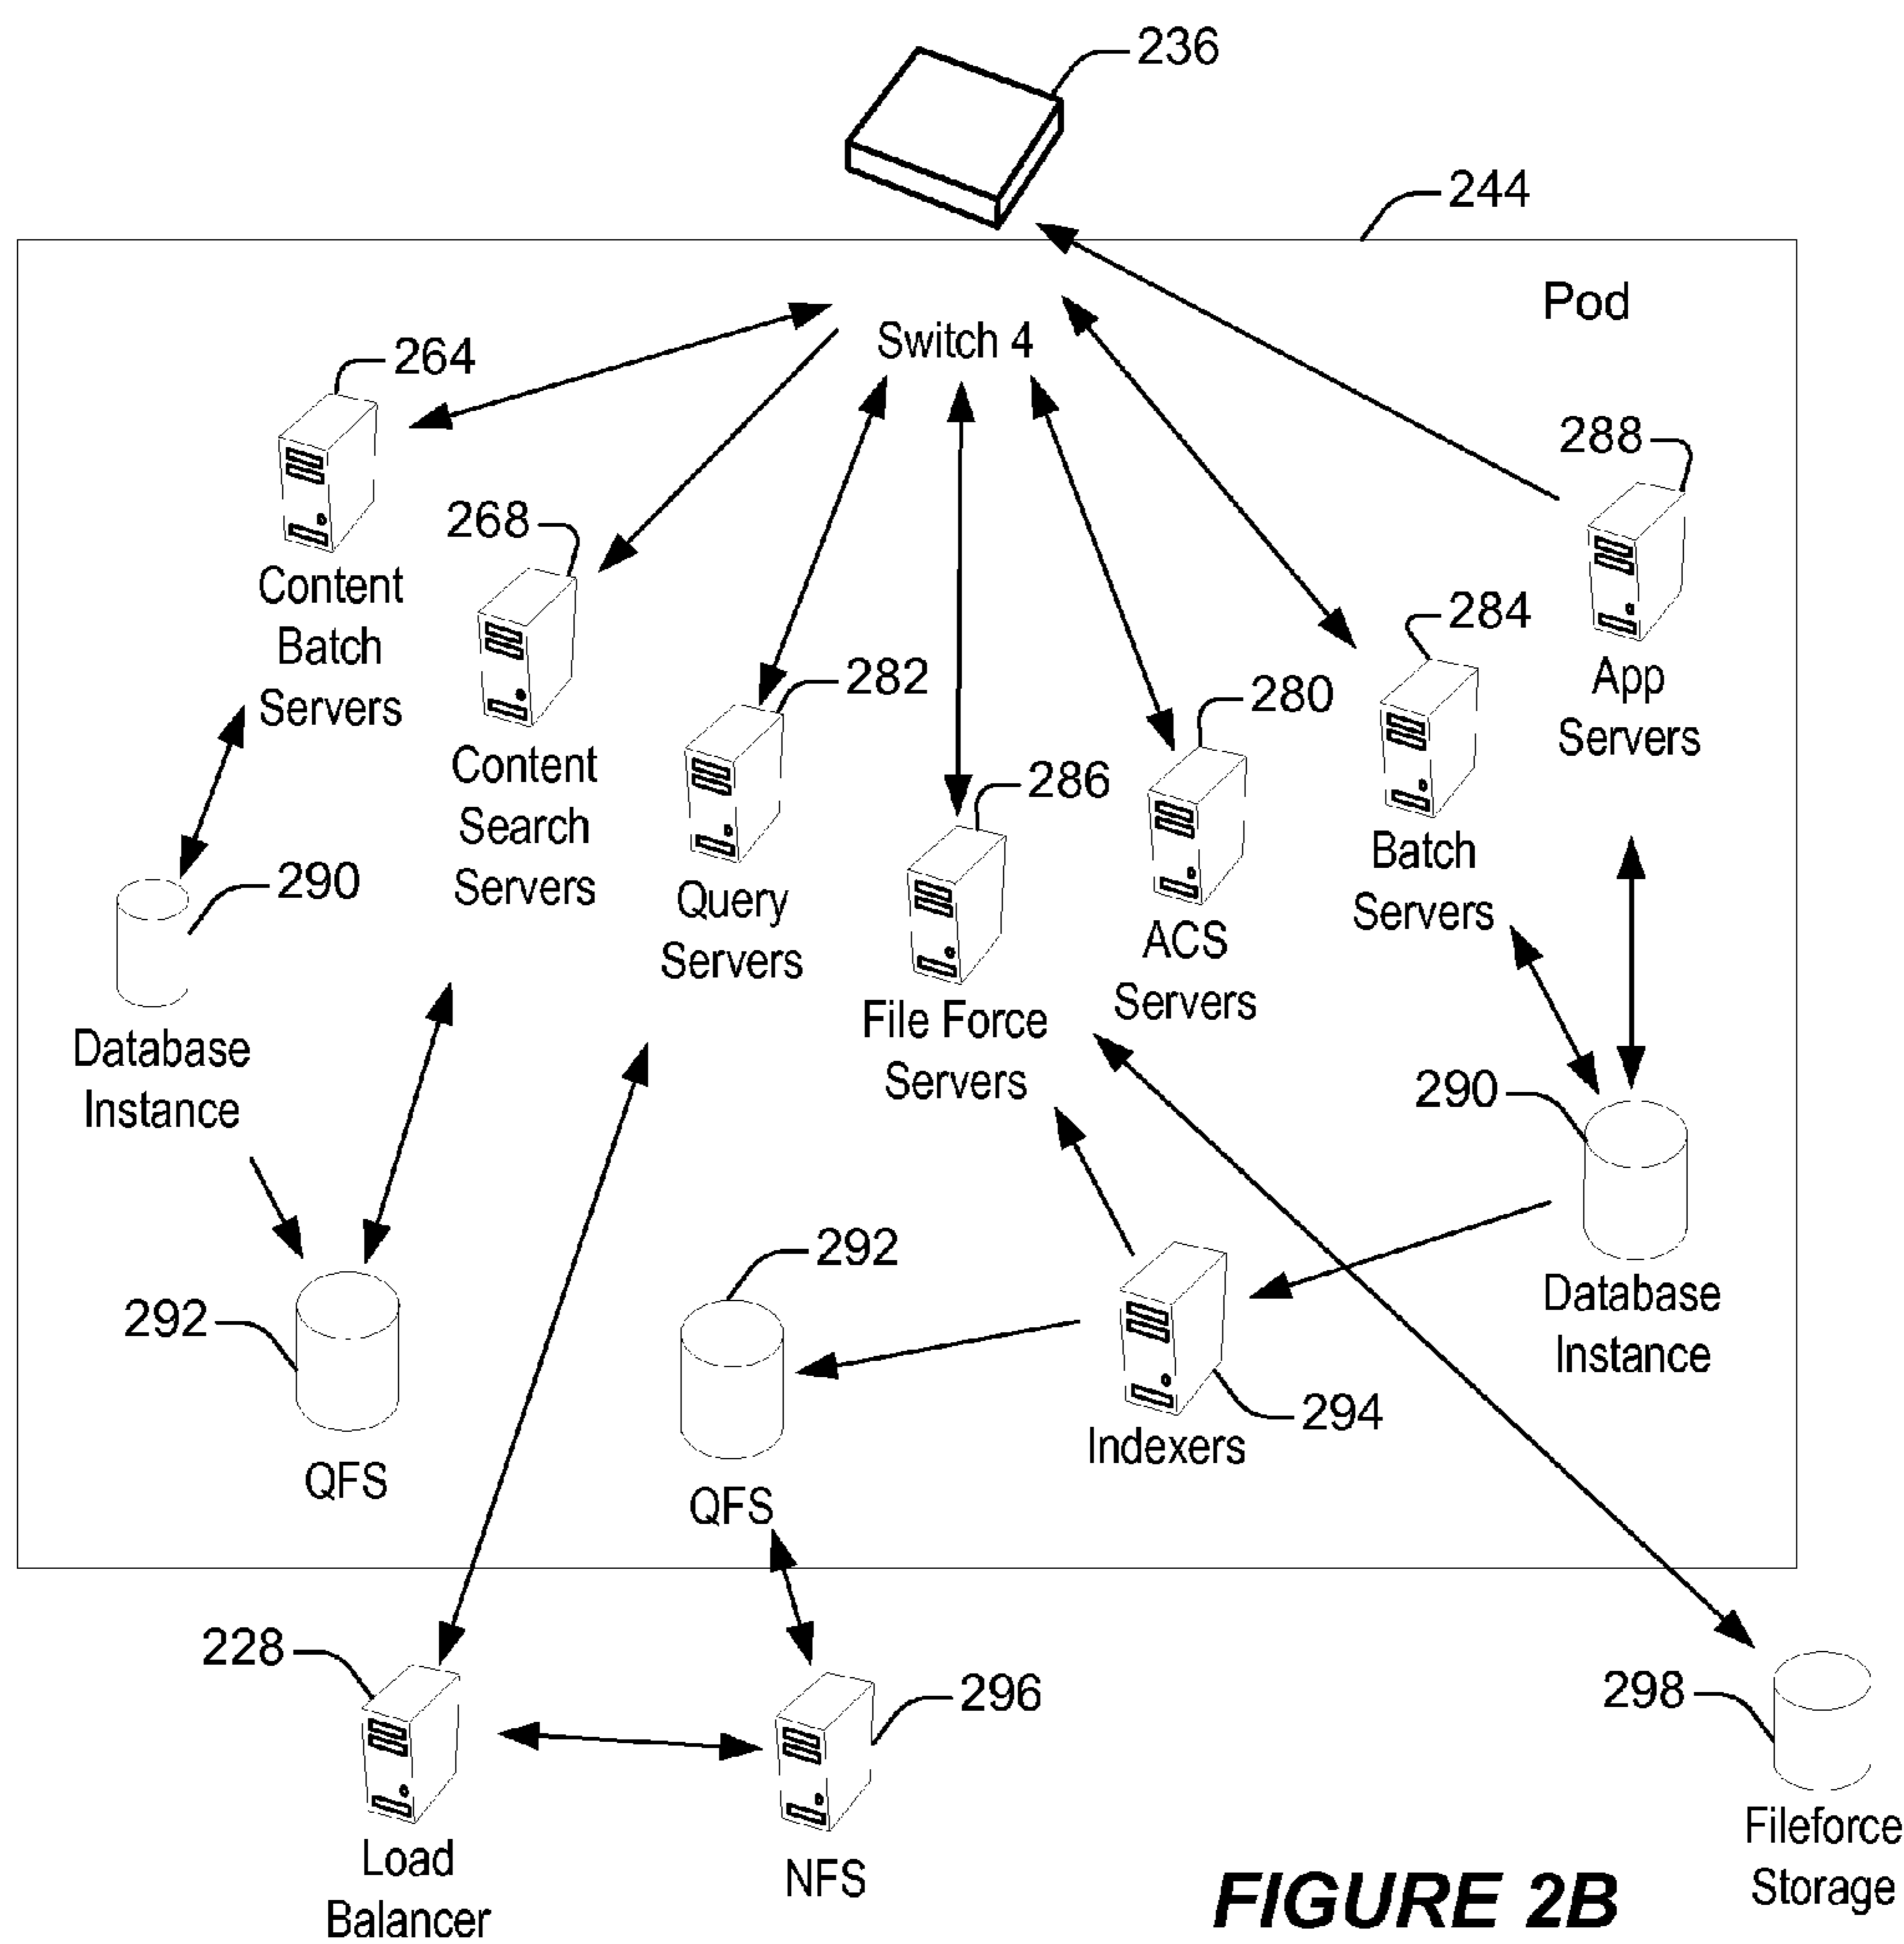 236
244
Pod
Switch 4
264
288
268
Content
Batch
Servers
284
282
280
App
Servers
Content
Search
Servers
286
290
Query
Servers
Batch
Servers
ACS
Servers
File Force
Servers
Database
Instance
290
292
292
Database
Instance
294
Indexers
QFS
QFS
228
296
298
Load
Balancer
NFS
Fileforce
Storage
FIGURE 2B